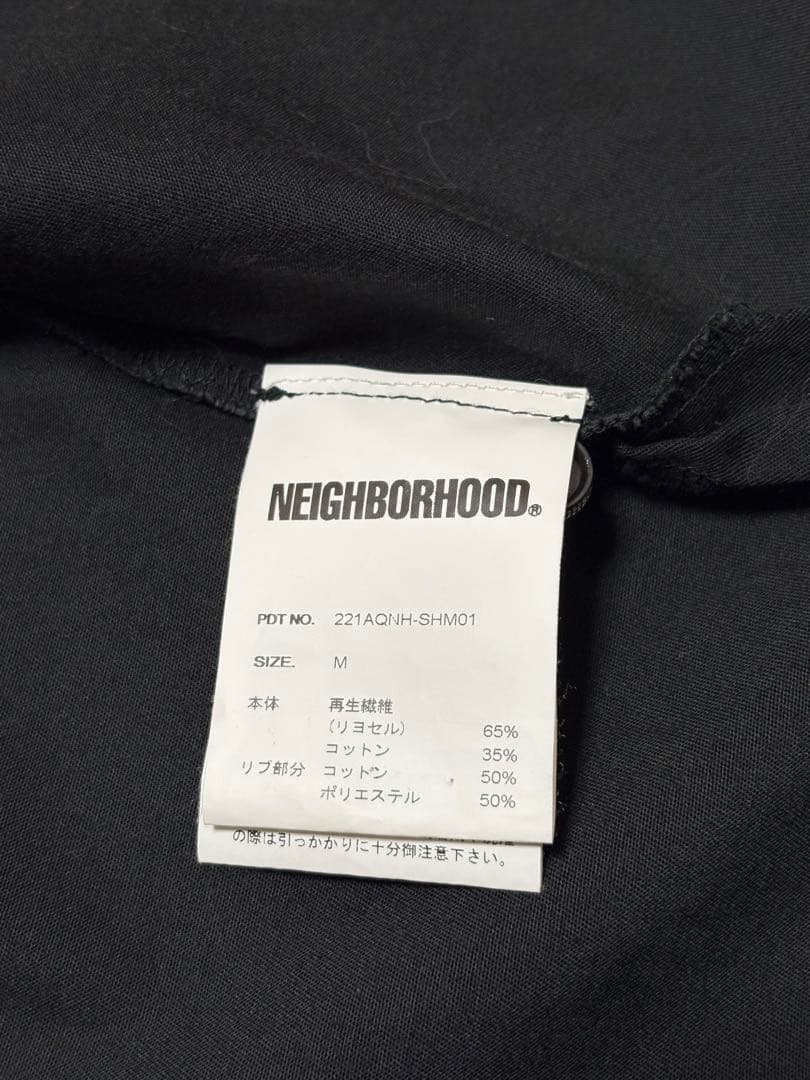 NEIGHBORHOOD®
PDT NO. 221AQNH-SHM01
SIZE. M
本体 再生繊維
(リヨセル) 65%
コットン 35%
リブ部分 コットン 50%
ポリエステル 50%
の際は引っかかりに十分御注意下さい。